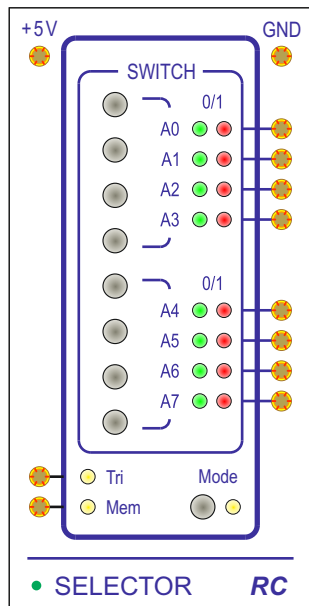 +5V GND
SWITCH
0/1
A0
A1
A2
A3
0/1
A4
A5
A6
A7
Tri Mode
Mem
SELECTOR RC